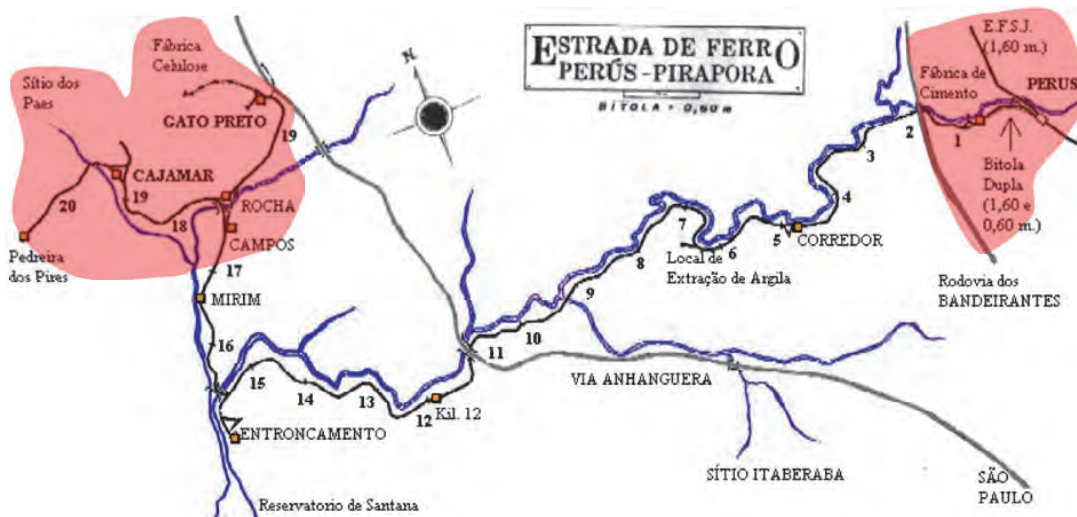 ESTRADA DE FERRO
PERÚS-PIRAPORA
BÍTOLA = 0,60m
N
Fábrica
Celulose
Sítio dos
Paes
GATO PRETO
19
CAJAMAR
19
20
18
ROCHA
CAMPOS
Pedreira
dos Pires
17
MIRIM
16
15
14
13
12
Kil. 12
ENTRONCAMENTO
Reservatorio de Santana
11
10
9
8
7
6
5
Local de
Extração de Argila
CORREDOR
4
3
2
1
E.F.S.J.
(1,60 m.)
Fábrica de
Cimento
PERUS
Bitola
Dupla
(1,60 e
0,60 m.)
Rodovia dos
BANDEIRANTES
VIA ANHANGUERA
SÍTIO ITABERABA
SÃO
PAULO